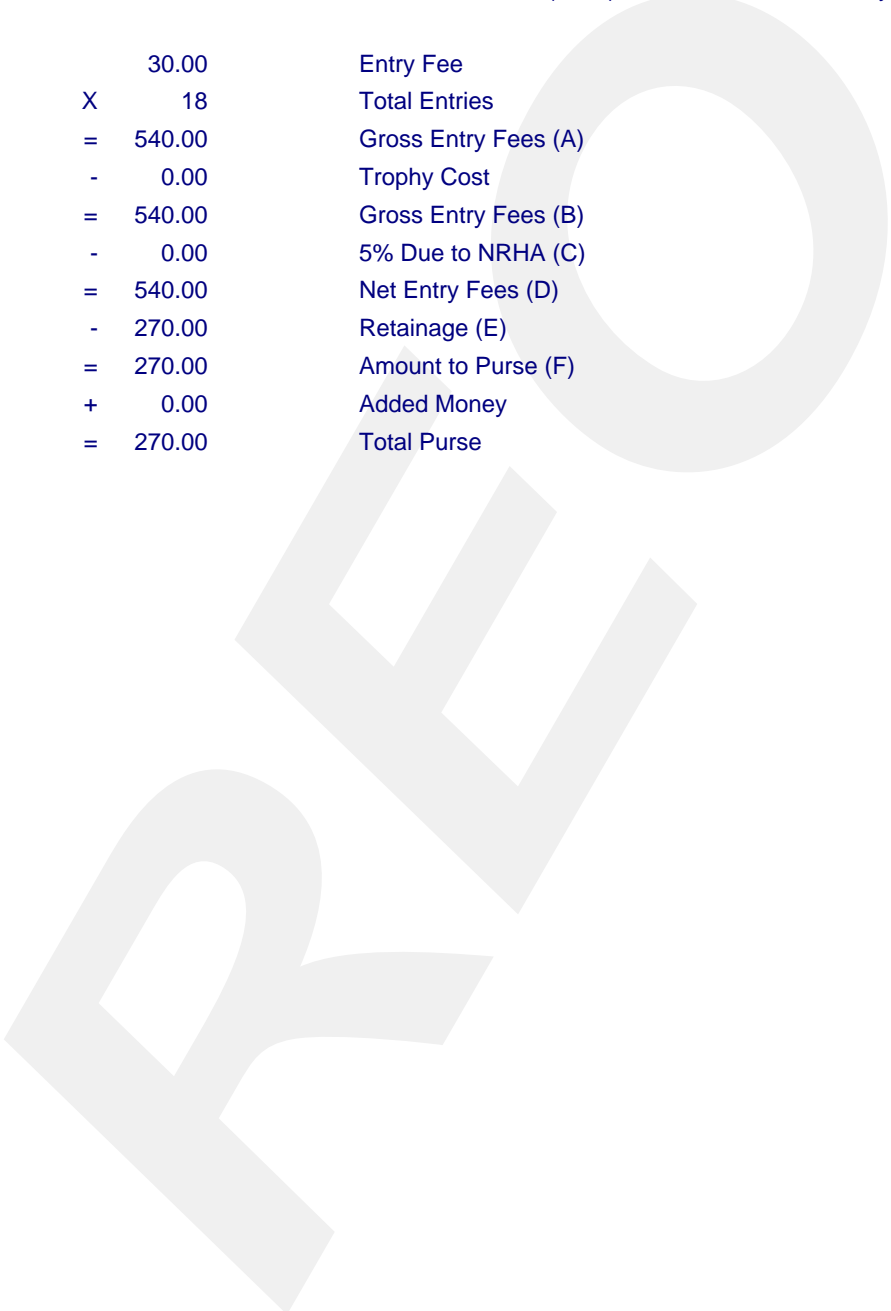 30.00 Entry Fee
X 18 Total Entries
= 540.00 Gross Entry Fees (A)
- 0.00 Trophy Cost
= 540.00 Gross Entry Fees (B)
- 0.00 5% Due to NRHA (C)
= 540.00 Net Entry Fees (D)
- 270.00 Retainage (E)
= 270.00 Amount to Purse (F)
+ 0.00 Added Money
= 270.00 Total Purse
REO